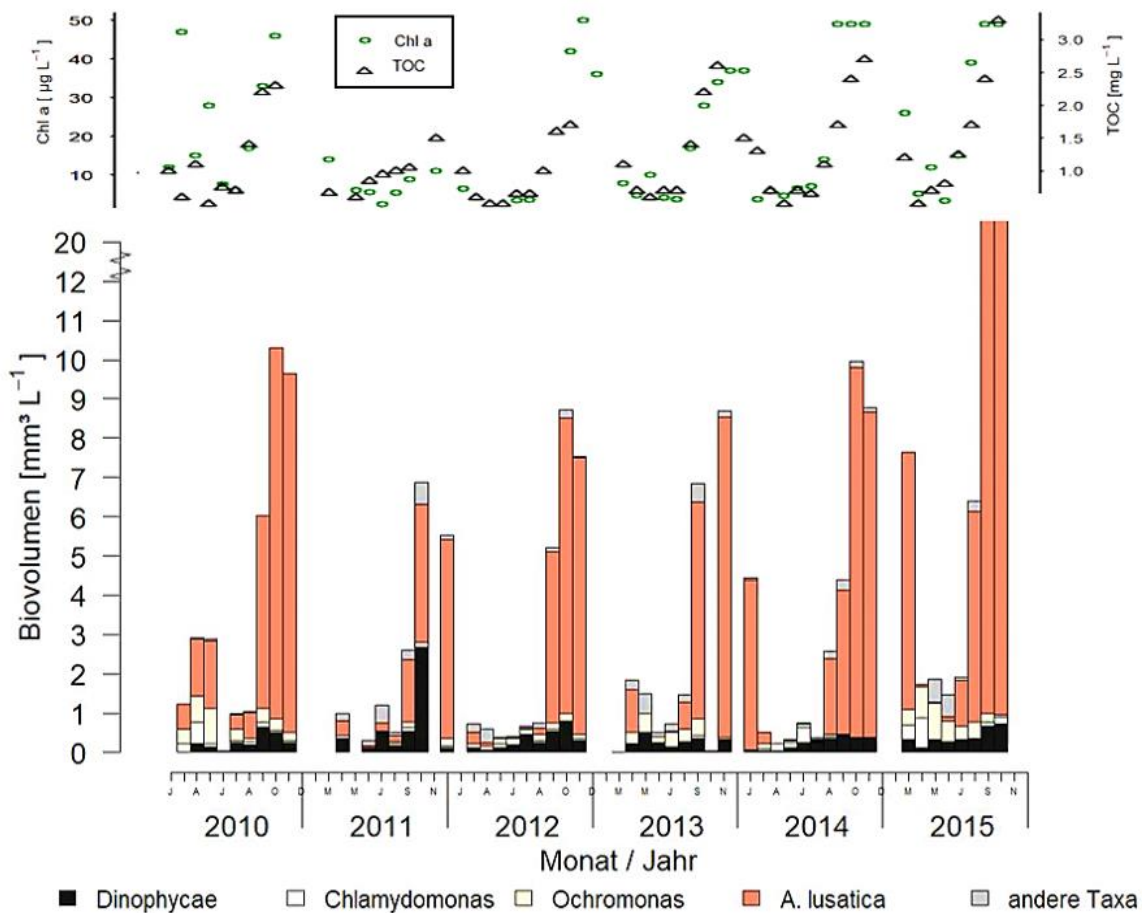 50
40
30
20
10
Chl a [ µg L⁻¹ ]
Chl a
TOC
3.0
2.5
2.0
1.5
1.0
TOC [mg L⁻¹ ]
20
12
11
10
9
8
7
6
5
4
3
2
1
0
Biovolumen [mm³ L⁻¹ ]
J A J A O D M M J S N J A J A O D M M J S N J A J A O D M M J S N
2010 2011 2012 2013 2014 2015
Monat / Jahr
Dinophycae Chlamydomonas Ochromonas A. lusatica andere Taxa